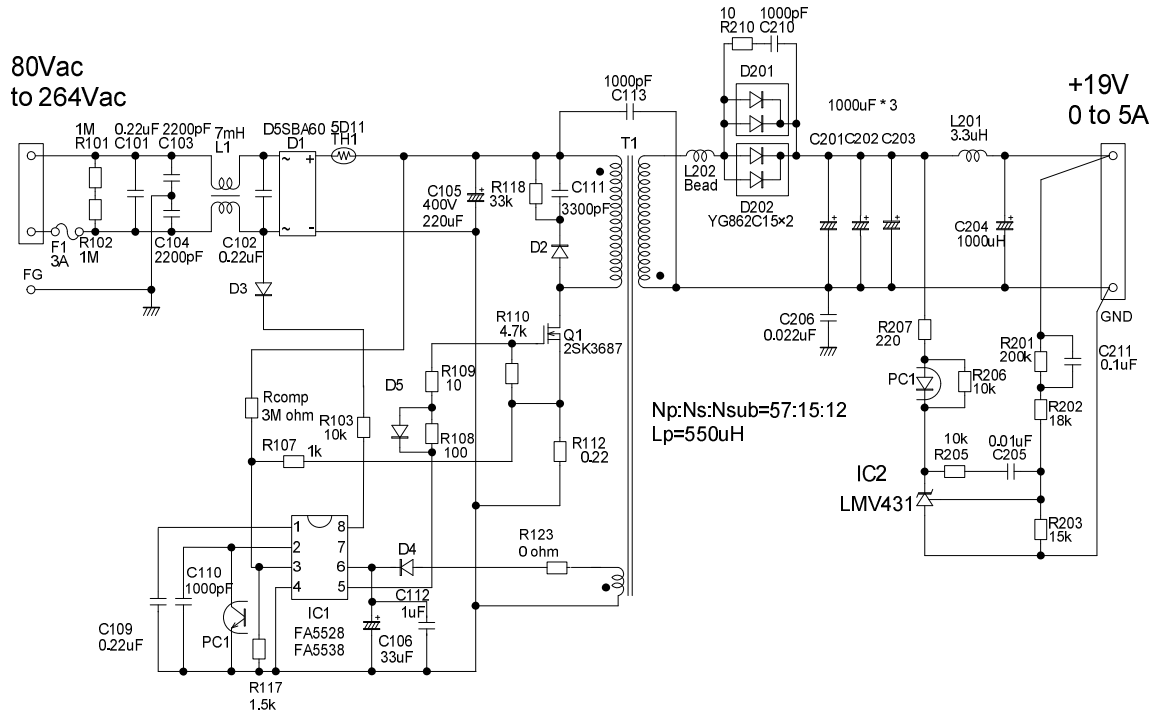 80Vac
to 264Vac
1M
R101
0.22uF
C101
2200pF
C103
7mH
L1
D5SBA60
D1
5D11
TH1
~
+
~
-
F1
3A
R102
1M
C104
2200pF
C102
0.22uF
FG
D3
C105
400V
220uF
R118
33k
C111
3300pF
D2
1000pF
C113
T1
10
R210
1000pF
C210
D201
L202
Bead
D202
YG862C15×2
1000uF * 3
C201
C202
C203
L201
3.3uH
+19V
0 to 5A
C204
1000uH
GND
C206
0.022uF
R110
4.7k
Q1
2SK3687
R109
10
D5
R108
100
R112
0.22
Rcomp
3M ohm
R103
10k
R107
1k
Np:Ns:Nsub=57:15:12
Lp=550uH
R207
220
PC1
R206
10k
R201
200k
C211
0.1uF
R202
18k
10k
R205
0.01uF
C205
IC2
LMV431
R203
15k
1
8
2
7
3
6
4
5
IC1
FA5528
FA5538
D4
R123
0 ohm
C112
1uF
C106
33uF
C110
1000pF
C109
0.22uF
PC1
R117
1.5k